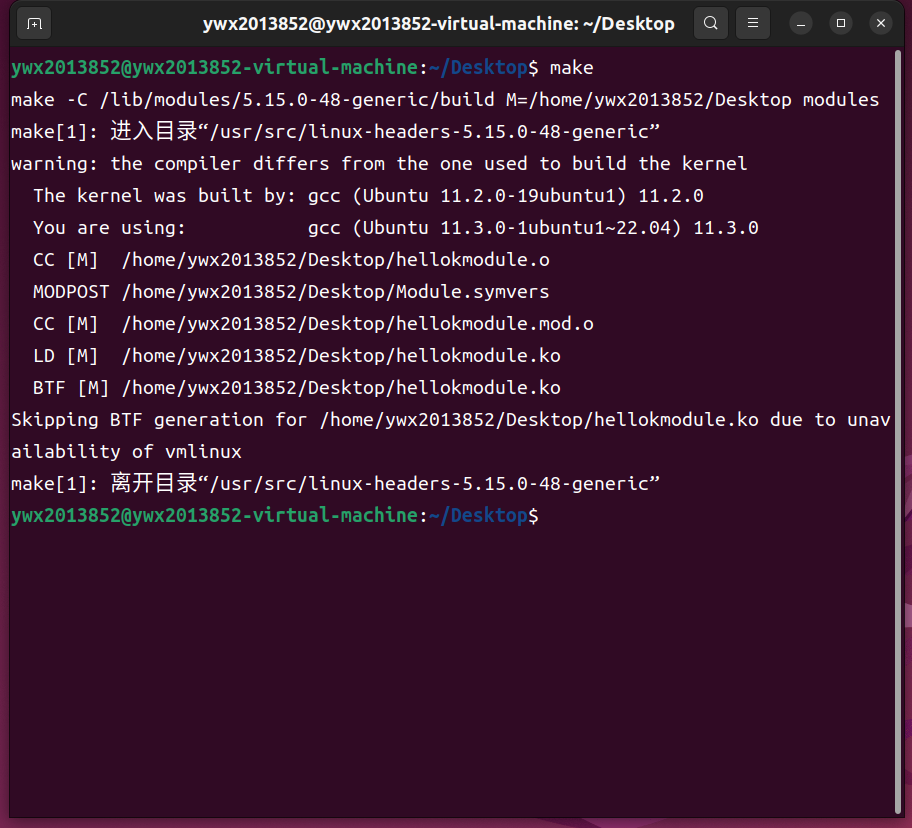 ywx2013852@ywx2013852-virtual-machine: ~/Desktop
ywx2013852@ywx2013852-virtual-machine:~/Desktop$ make
make -C /lib/modules/5.15.0-48-generic/build M=/home/ywx2013852/Desktop modules
make[1]: 进入目录“/usr/src/linux-headers-5.15.0-48-generic”
warning: the compiler differs from the one used to build the kernel
  The kernel was built by: gcc (Ubuntu 11.2.0-19ubuntu1) 11.2.0
  You are using:           gcc (Ubuntu 11.3.0-1ubuntu1~22.04) 11.3.0
  CC [M]  /home/ywx2013852/Desktop/hellokmodule.o
  MODPOST /home/ywx2013852/Desktop/Module.symvers
  CC [M]  /home/ywx2013852/Desktop/hellokmodule.mod.o
  LD [M]  /home/ywx2013852/Desktop/hellokmodule.ko
  BTF [M] /home/ywx2013852/Desktop/hellokmodule.ko
Skipping BTF generation for /home/ywx2013852/Desktop/hellokmodule.ko due to unav
ailability of vmlinux
make[1]: 离开目录“/usr/src/linux-headers-5.15.0-48-generic”
ywx2013852@ywx2013852-virtual-machine:~/Desktop$